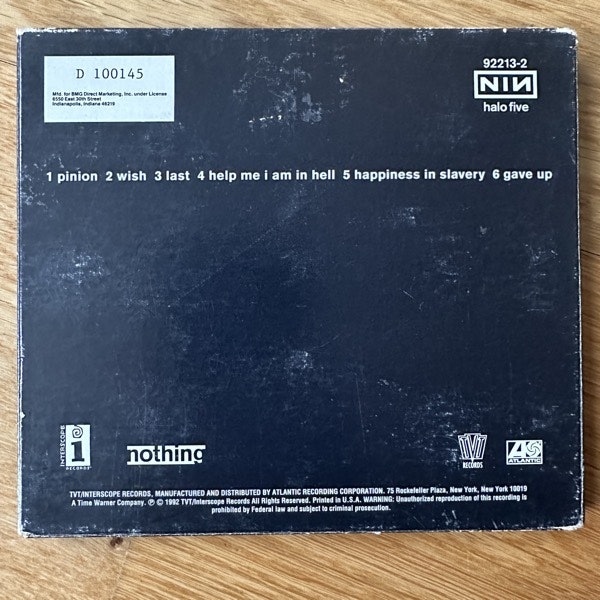 D 100145
Mfd. for BMG Direct Marketing, Inc. under License
6550 East 30th Street
Indianapolis, Indiana 46219
92213-2
NIN
halo five
1 pinion 2 wish 3 last 4 help me i am in hell 5 happiness in slavery 6 gave up
INTERSCOPE
i
RECORDS
nothing
TVT
RECORDS
ATLANTIC
TVT/INTERSCOPE RECORDS, MANUFACTURED AND DISTRIBUTED BY ATLANTIC RECORDING CORPORATION. 75 Rockefeller Plaza, New York, New York 10019
A Time Warner Company. ℗ © 1992 TVT/Interscope Records All Rights Reserved. Printed in U.S.A. WARNING: Unauthorized reproduction of this recording is
prohibited by Federal law and subject to criminal prosecution.